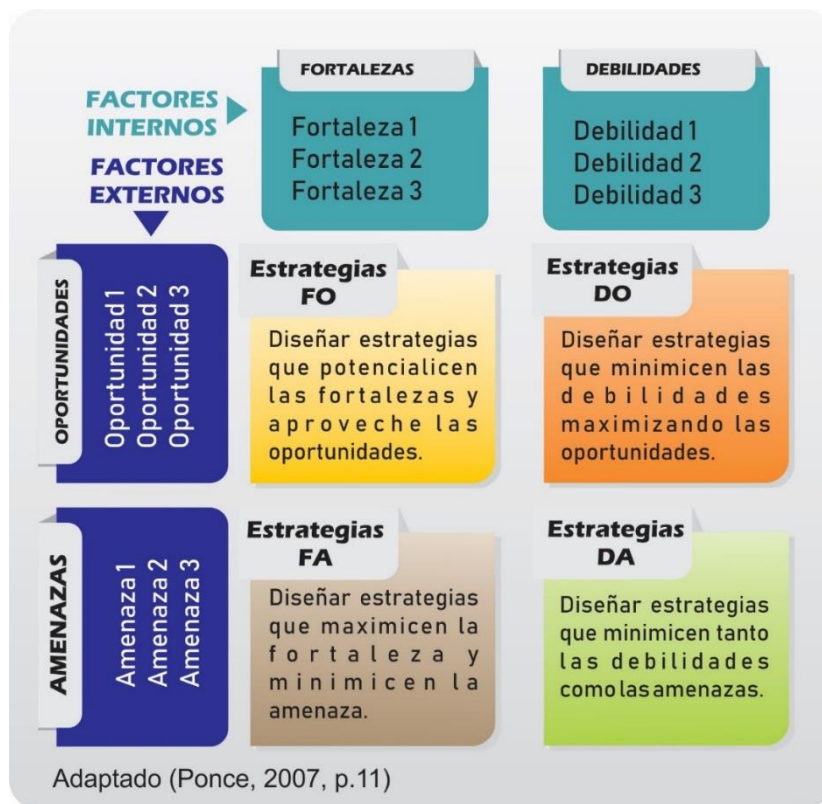 FORTALEZAS
DEBILIDADES
FACTORES
INTERNOS
Fortaleza 1
Fortaleza 2
Fortaleza 3
Debilidad 1
Debilidad 2
Debilidad 3
FACTORES
EXTERNOS
OPORTUNIDADES
Oportunidad 1
Oportunidad 2
Oportunidad 3
Estrategias
FO
Diseñar estrategias
que potencialicen
las fortalezas y
aproveche las
oportunidades.
Estrategias
DO
Diseñar estrategias
que minimicen las
debilidades
maximizando las
oportunidades.
AMENAZAS
Amenaza 1
Amenaza 2
Amenaza 3
Estrategias
FA
Diseñar estrategias
que maximicen la
fortaleza y
minimicen la
amenaza.
Estrategias
DA
Diseñar estrategias
que minimicen tanto
las debilidades
como las amenazas.
Adaptado (Ponce, 2007, p.11)